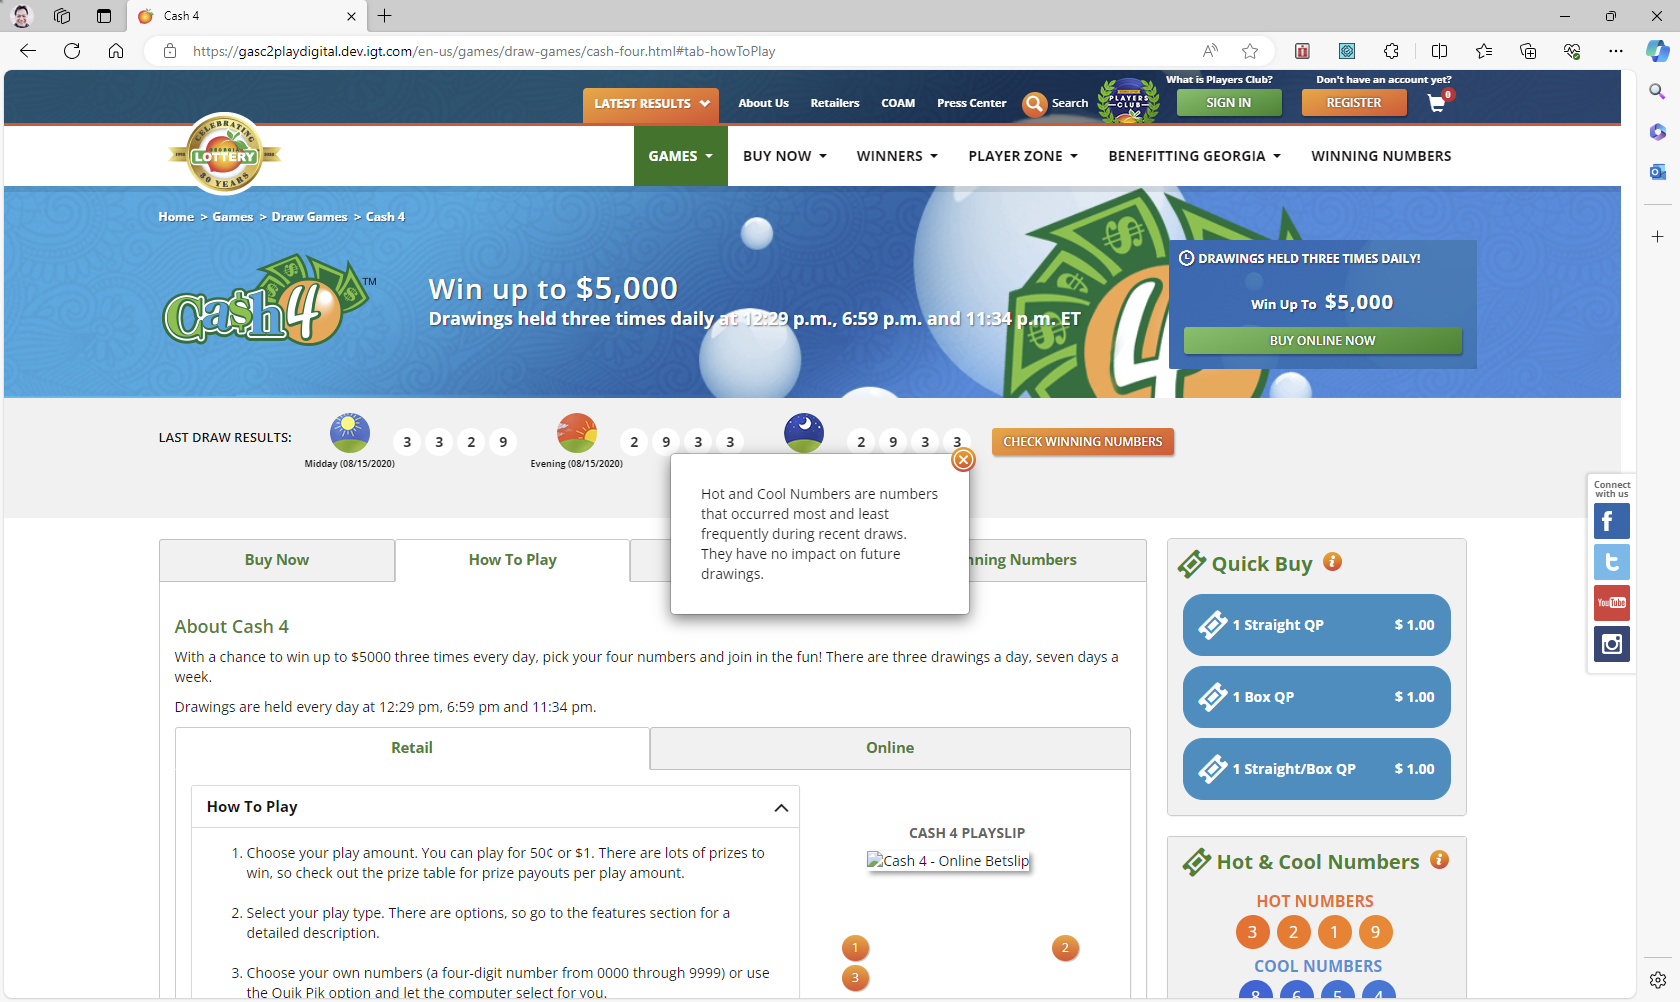 Cash 4
https://gasc2playdigital.dev.igt.com/en-us/games/draw-games/cash-four.html#tab-howToPlay
LATEST RESULTS
About Us
Retailers
COAM
Press Center
Search
PLAYERS
CLUB
What is Players Club?
SIGN IN
Don't have an account yet?
REGISTER
0
CELEBRATING
GEORGIA
LOTTERY
30 YEARS
GAMES
BUY NOW
WINNERS
PLAYER ZONE
BENEFITTING GEORGIA
WINNING NUMBERS
Home > Games > Draw Games > Cash 4
Cash 4 TM
Win up to $5,000
Drawings held three times daily at 12:29 p.m., 6:59 p.m. and 11:34 p.m. ET
DRAWINGS HELD THREE TIMES DAILY!
Win Up To $5,000
BUY ONLINE NOW
LAST DRAW RESULTS:
Midday (08/15/2020)
3 3 2 9
Evening (08/15/2020)
2 9 3 3
2 9 3 3
CHECK WINNING NUMBERS
Hot and Cool Numbers are numbers
that occurred most and least
frequently during recent draws.
They have no impact on future
drawings.
Connect
with us
f
t
YouTube
Buy Now
How To Play
nning Numbers
About Cash 4
With a chance to win up to $5000 three times every day, pick your four numbers and join in the fun! There are three drawings a day, seven days a
week.
Drawings are held every day at 12:29 pm, 6:59 pm and 11:34 pm.
Retail
Online
How To Play
1. Choose your play amount. You can play for 50¢ or $1. There are lots of prizes to
win, so check out the prize table for prize payouts per play amount.
2. Select your play type. There are options, so go to the features section for a
detailed description.
3. Choose your own numbers (a four-digit number from 0000 through 9999) or use
the Quik Pik option and let the computer select for you.
CASH 4 PLAYSLIP
Cash 4 - Online Betslip
1
2
3
Quick Buy
1 Straight QP $ 1.00
1 Box QP $ 1.00
1 Straight/Box QP $ 1.00
Hot & Cool Numbers
HOT NUMBERS
3 2 1 9
COOL NUMBERS
8 6 5 4